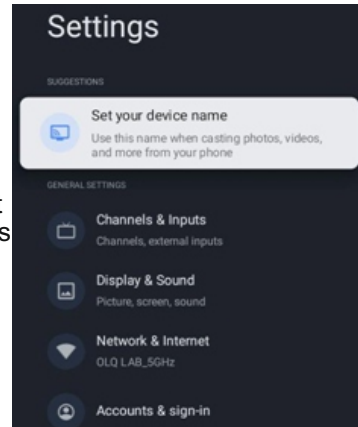 Settings
SUGGESTIONS
Set your device name
Use this name when casting photos, videos,
and more from your phone
GENERAL SETTINGS
Channels & Inputs
Channels, external inputs
Display & Sound
Picture, screen, sound
Network & Internet
OLQ LAB_5GHz
Accounts & sign-in